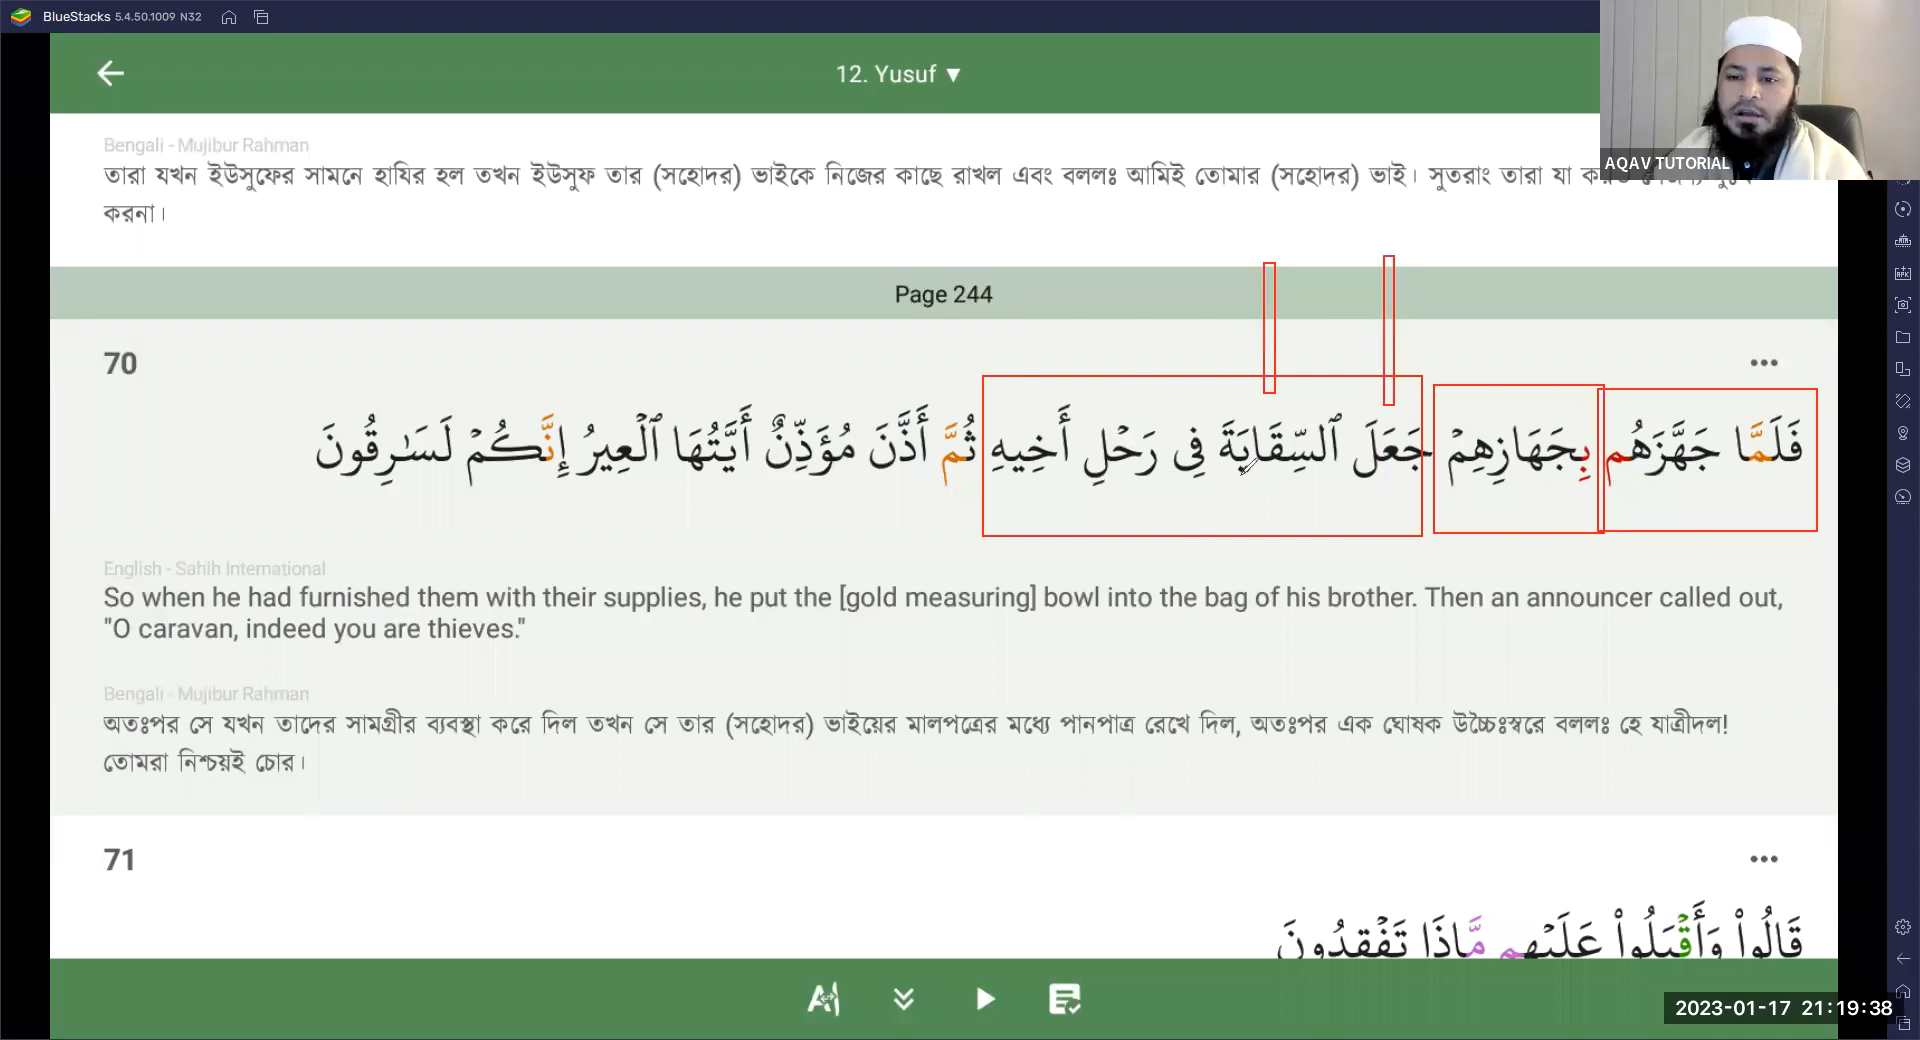 BlueStacks 5.4.50.1009 N32
12. Yusuf ▼
AQAV TUTORIAL
Bengali - Mujibur Rahman
তারা যখন ইউসুফের সামনে হাযির হল তখন ইউসুফ তার (সহোদর) ভাইকে নিজের কাছে রাখল এবং বললঃ আমিই তোমার (সহোদর) ভাই। সুতরাং তারা যা
করনা।
Page 244
70
فَلَمَّا جَهَّزَهُم بِجَهَازِهِمْ جَعَلَ ٱلسِّقَايَةَ فِى رَحْلِ أَخِيهِ ثُمَّ أَذَّنَ مُؤَذِّنٌ أَيَّتُهَا ٱلْعِيرُ إِنَّكُمْ لَسَـٰرِقُونَ
English - Sahih International
So when he had furnished them with their supplies, he put the [gold measuring] bowl into the bag of his brother. Then an announcer called out,
"O caravan, indeed you are thieves."
Bengali - Mujibur Rahman
অতঃপর সে যখন তাদের সামগ্রীর ব্যবস্থা করে দিল তখন সে তার (সহোদর) ভাইয়ের মালপত্রের মধ্যে পানপাত্র রেখে দিল, অতঃপর এক ঘোষক উচ্চৈঃস্বরে বললঃ হে যাত্রীদল!
তোমরা নিশ্চয়ই চোর।
71
قَالُوا۟ وَأَقْبَلُوا۟ عَلَيْهِم مَّاذَا تَفْقِدُونَ
2023-01-17 21:19:38